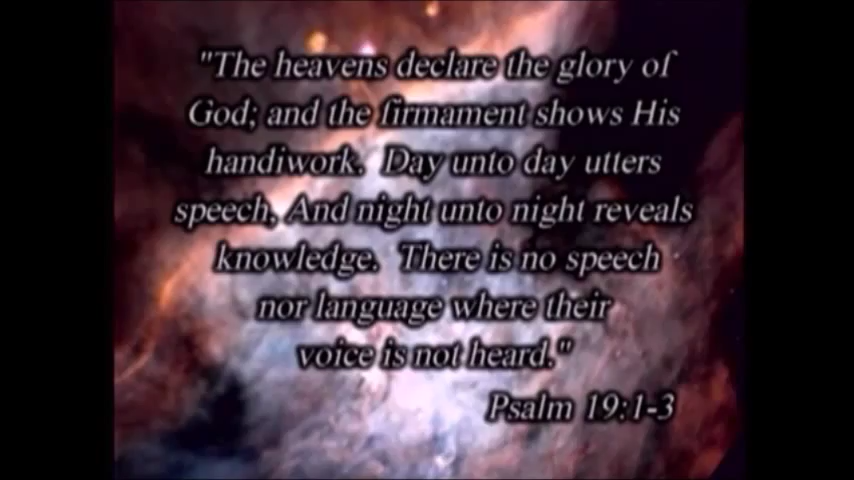 "The heavens declare the glory of
God; and the firmament shows His
handiwork.  Day unto day utters
speech, And night unto night reveals
knowledge.  There is no speech
nor language where their
voice is not heard."
Psalm 19:1-3